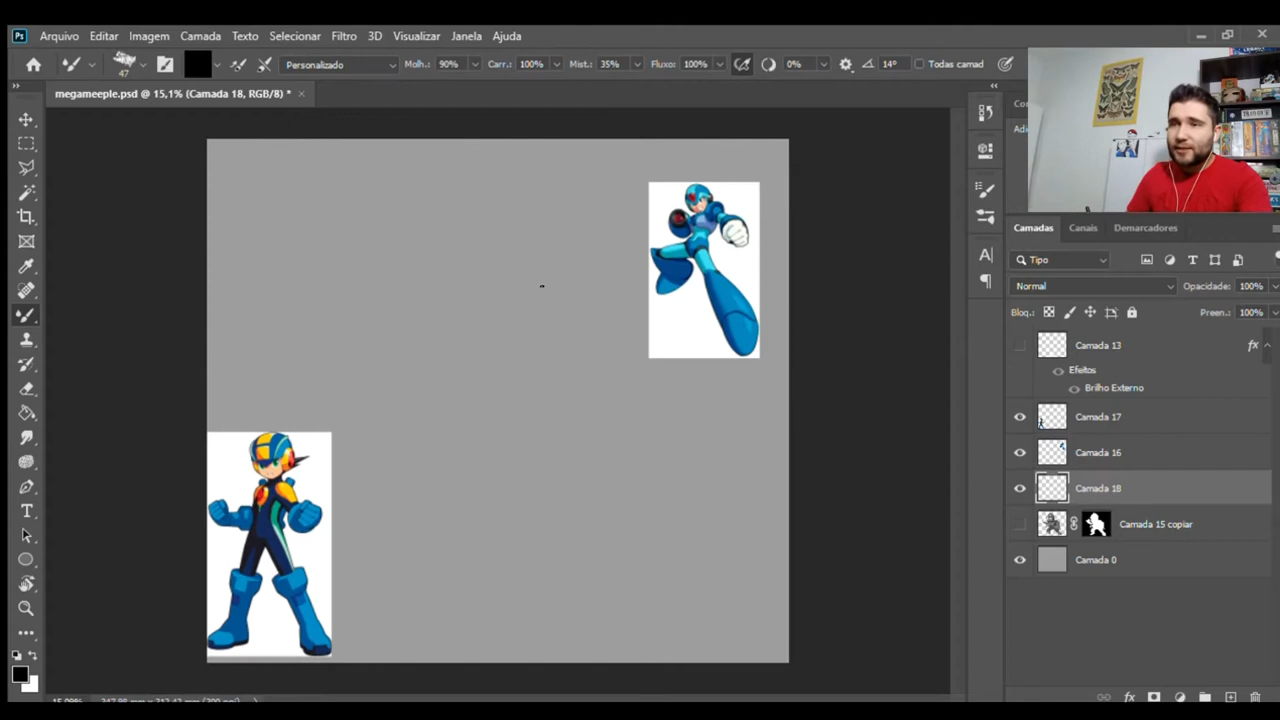 Ps Arquivo Editar Imagem Camada Texto Selecionar Filtro 3D Visualizar Janela Ajuda
47 Personalizado Molh.: 90% Carr.: 100% Mist.: 35% Fluxo: 100% 0% 14° Todas camad
megameeple.psd @ 15,1% (Camada 18, RGB/8) *
Camadas Canais Demarcadores
Tipo
Normal Opacidade: 100%
Bloq.: Preen.: 100%
Camada 13 fx
Efeitos
Brilho Externo
Camada 17
Camada 16
Camada 18
Camada 15 copiar
Camada 0